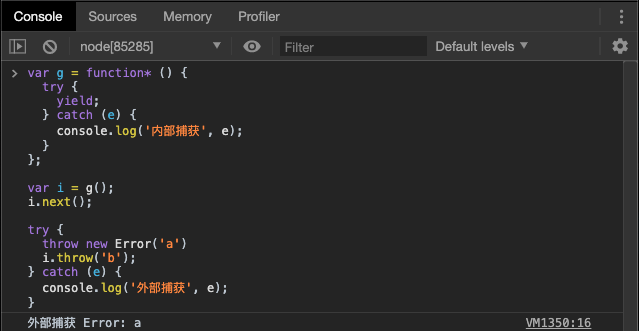 Console Sources Memory Profiler
node[85285] Filter Default levels
var g = function* () {
  try {
    yield;
  } catch (e) {
    console.log('内部捕获', e);
  }
};

var i = g();
i.next();

try {
  throw new Error('a')
  i.throw('b');
} catch (e) {
  console.log('外部捕获', e);
}
外部捕获 Error: a VM1350:16